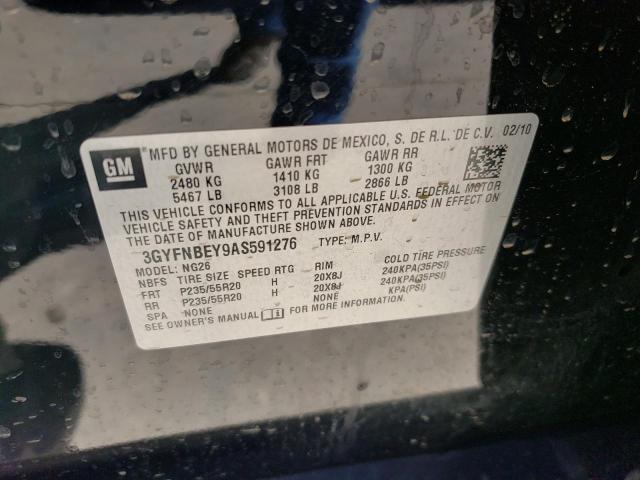 GM MFD BY GENERAL MOTORS DE MEXICO, S. DE R.L. DE C.V. 02/10
GVWR GAWR FRT GAWR RR
2480 KG 1410 KG 1300 KG
5467 LB 3108 LB 2866 LB
THIS VEHICLE CONFORMS TO ALL APPLICABLE U.S. FEDERAL MOTOR
VEHICLE SAFETY AND THEFT PREVENTION STANDARDS IN
EFFECT ON THE DATE OF MANUFACTURE SHOWN ABOVE.
3GYFNBEY9AS591276 TYPE: M.P.V.
MODEL: NG26
NBFS TIRE SIZE SPEED RTG RIM COLD TIRE PRESSURE
FRT P235/55R20 H 20X8J 240KPA(35PSI)
RR P235/55R20 H 20X8J 240KPA(35PSI)
SPA NONE NONE KPA(PSI)
SEE OWNER'S MANUAL FOR MORE INFORMATION.